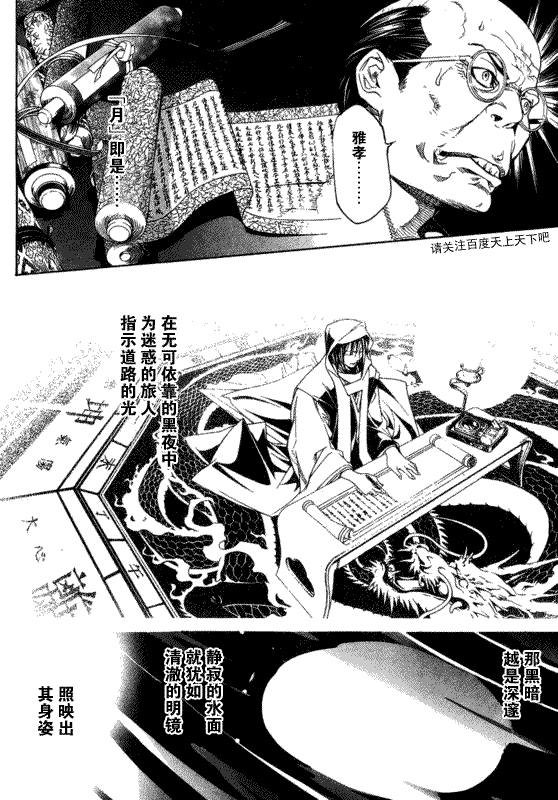 雅孝
………
「月」即是……
请关注百度天上天下吧
在无可依靠的黑夜中
为迷惑的旅人
指示道路的光
那黑暗
越是深邃
静寂的水面
就犹如
清澈的明镜
照映出
其身姿